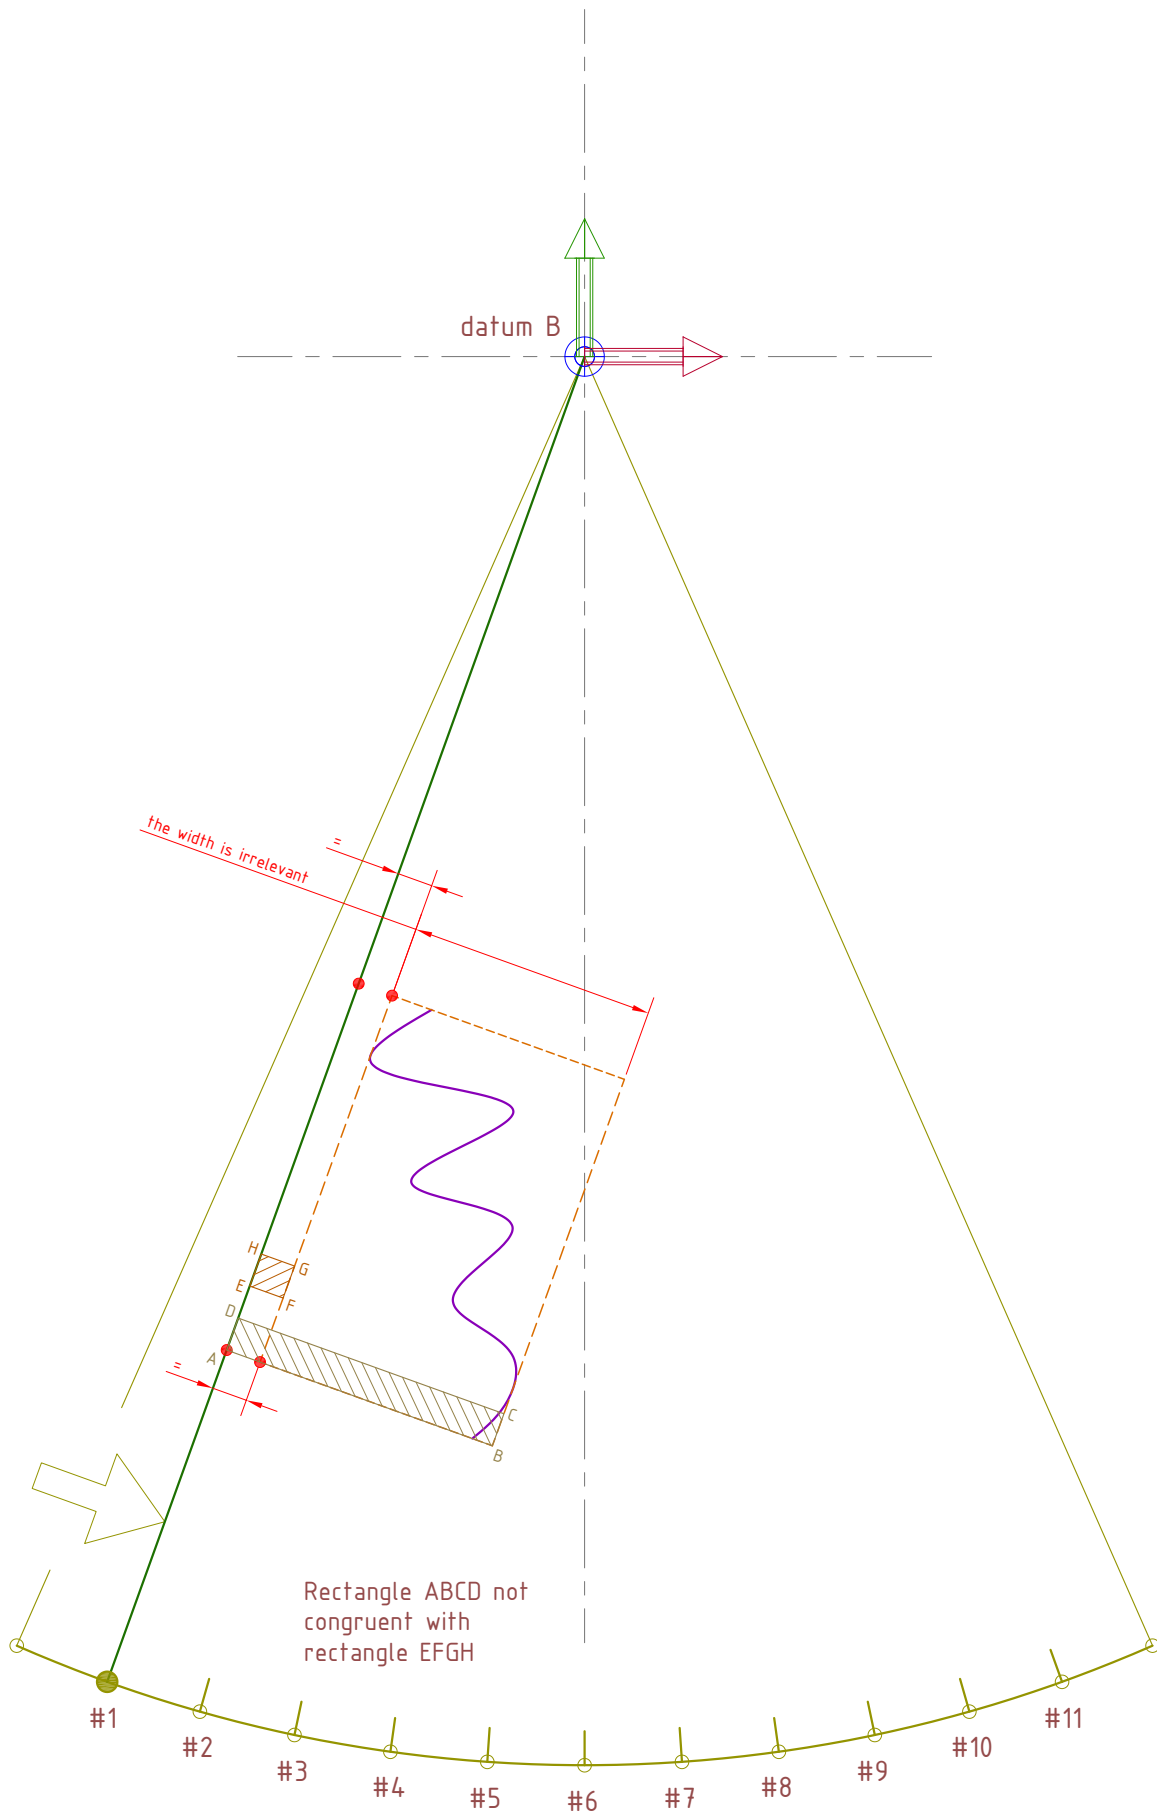 datum B
the width is irrelevant
=
H
G
E
F
D
A
=
C
B
Rectangle ABCD not
congruent with
rectangle EFGH
#1
#2
#3
#4
#5
#6
#7
#8
#9
#10
#11